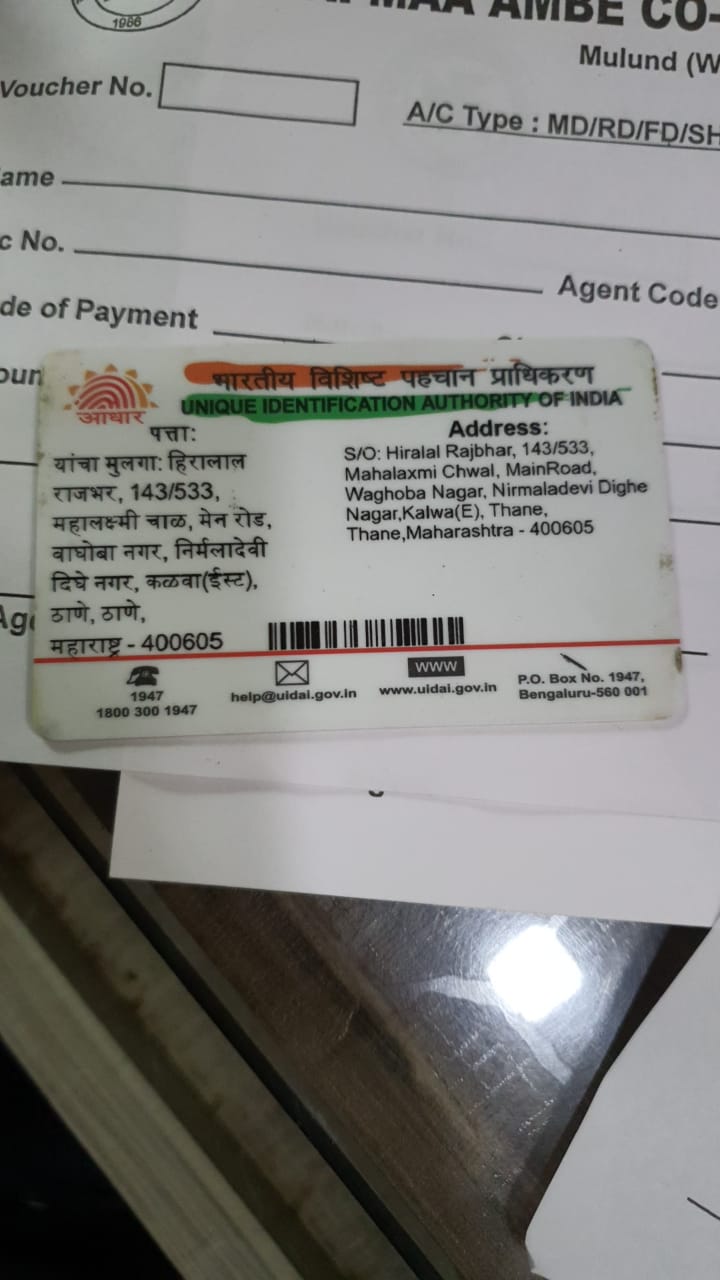 1986
MAA AMBE CO-
Mulund (W
Voucher No.
A/C Type : MD/RD/FD/SH
ame
c No.
Agent Code
de of Payment
oun
भारतीय विशिष्ट पहचान प्राधिकरण
UNIQUE IDENTIFICATION AUTHORITY OF INDIA
आधार
पत्ता:
यांचा मुलगा: हिरालाल
राजभर, 143/533,
महालक्ष्मी चाळ, मेन रोड,
वाघोबा नगर, निर्मलादेवी
दिघे नगर, कळवा(ईस्ट),
ठाणे, ठाणे,
महाराष्ट्र - 400605
Address:
S/O: Hiralal Rajbhar, 143/533,
Mahalaxmi Chwal, MainRoad,
Waghoba Nagar, Nirmaladevi Dighe
Nagar,Kalwa(E), Thane,
Thane,Maharashtra - 400605
Ag
1947
1800 300 1947
help@uidai.gov.in
www
www.uidai.gov.in
P.O. Box No. 1947,
Bengaluru-560 001